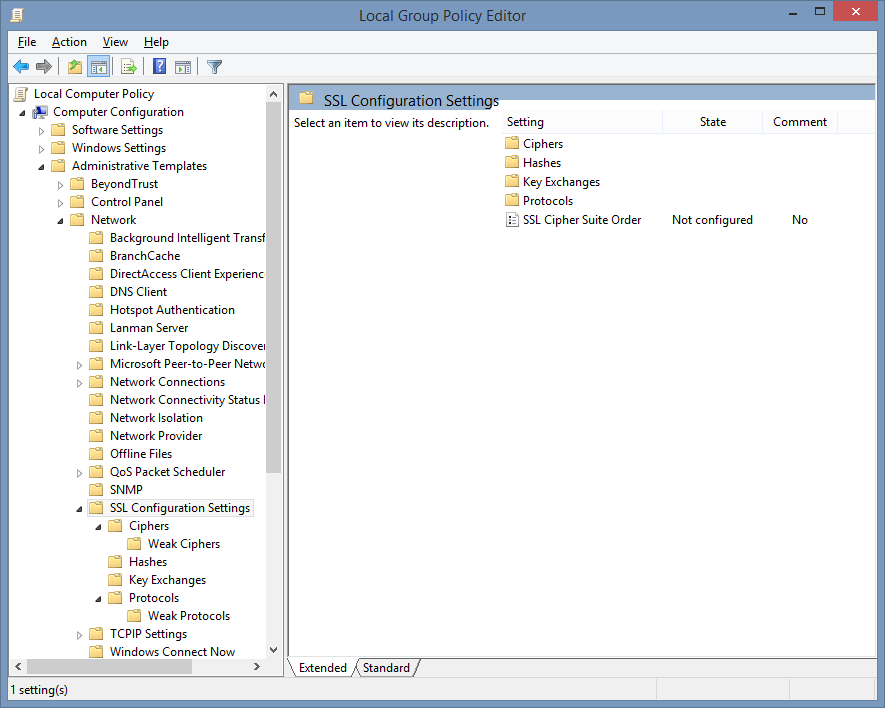 Local Group Policy Editor
File Action View Help
Local Computer Policy
Computer Configuration
Software Settings
Windows Settings
Administrative Templates
BeyondTrust
Control Panel
Network
Background Intelligent Transf
BranchCache
DirectAccess Client Experienc
DNS Client
Hotspot Authentication
Lanman Server
Link-Layer Topology Discover
Microsoft Peer-to-Peer Netwo
Network Connections
Network Connectivity Status I
Network Isolation
Network Provider
Offline Files
QoS Packet Scheduler
SNMP
SSL Configuration Settings
Ciphers
Weak Ciphers
Hashes
Key Exchanges
Protocols
Weak Protocols
TCPIP Settings
Windows Connect Now
SSL Configuration Settings
Select an item to view its description.
Setting State Comment
Ciphers
Hashes
Key Exchanges
Protocols
SSL Cipher Suite Order Not configured No
Extended Standard
1 setting(s)